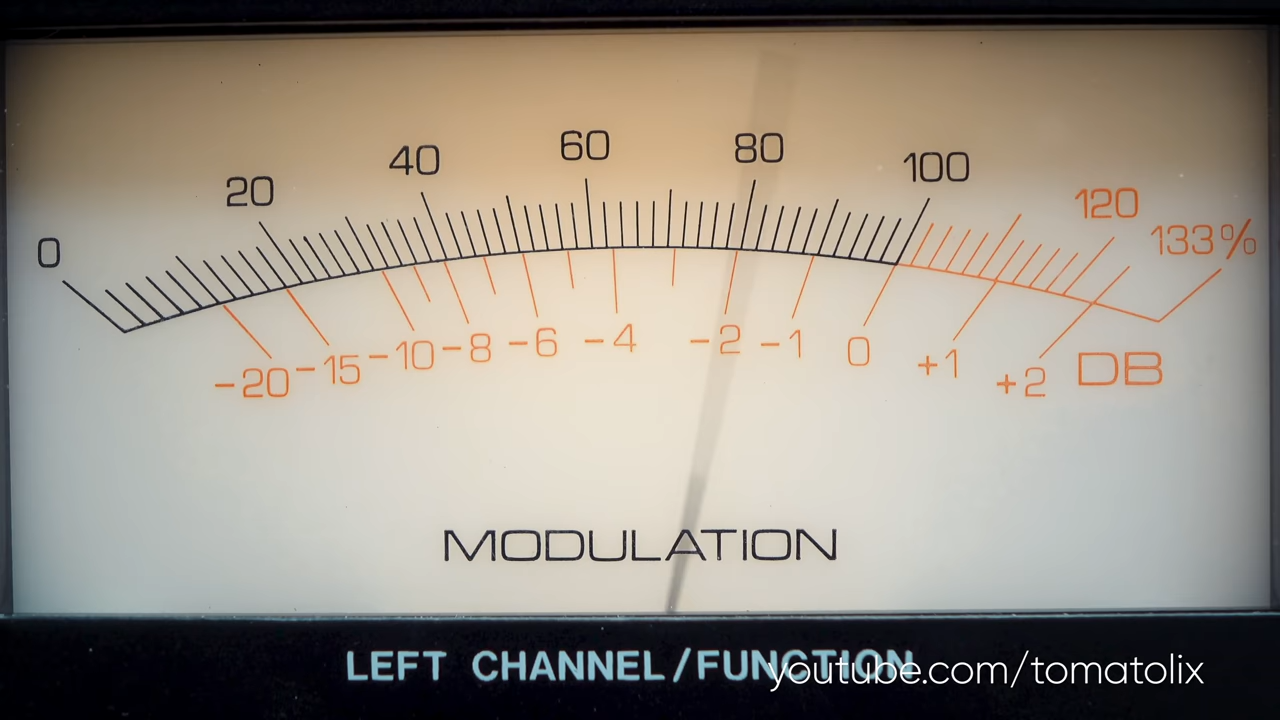 0 20 40 60 80 100 120 133%
-20 -15 -10 -8 -6 -4 -2 -1 0 +1 +2 DB
MODULATION
LEFT CHANNEL/FUNCTION
youtube.com/tomatolix